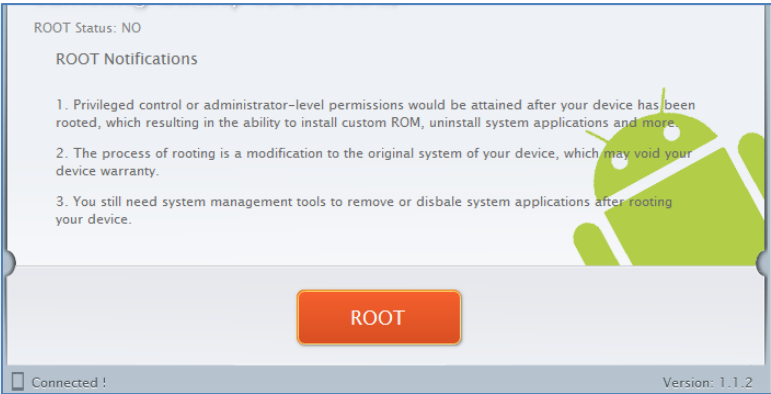 ROOT Status: NO
ROOT Notifications
1. Privileged control or administrator-level permissions would be attained after your device has been
rooted, which resulting in the ability to install custom ROM, uninstall system applications and more.
2. The process of rooting is a modification to the original system of your device, which may void your
device warranty.
3. You still need system management tools to remove or disbale system applications after rooting
your device.
ROOT
Connected !
Version: 1.1.2